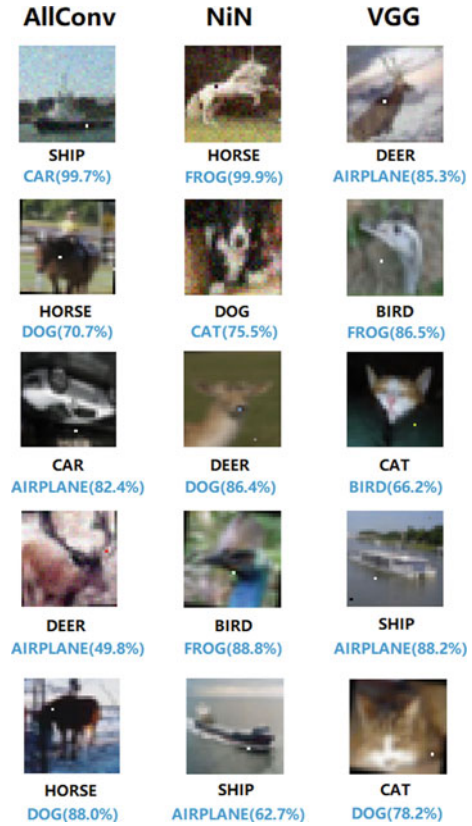 AllConv NiN VGG
SHIP HORSE DEER
CAR(99.7%) FROG(99.9%) AIRPLANE(85.3%)
HORSE DOG BIRD
DOG(70.7%) CAT(75.5%) FROG(86.5%)
CAR DEER CAT
AIRPLANE(82.4%) DOG(86.4%) BIRD(66.2%)
DEER BIRD SHIP
AIRPLANE(49.8%) FROG(88.8%) AIRPLANE(88.2%)
HORSE SHIP CAT
DOG(88.0%) AIRPLANE(62.7%) DOG(78.2%)